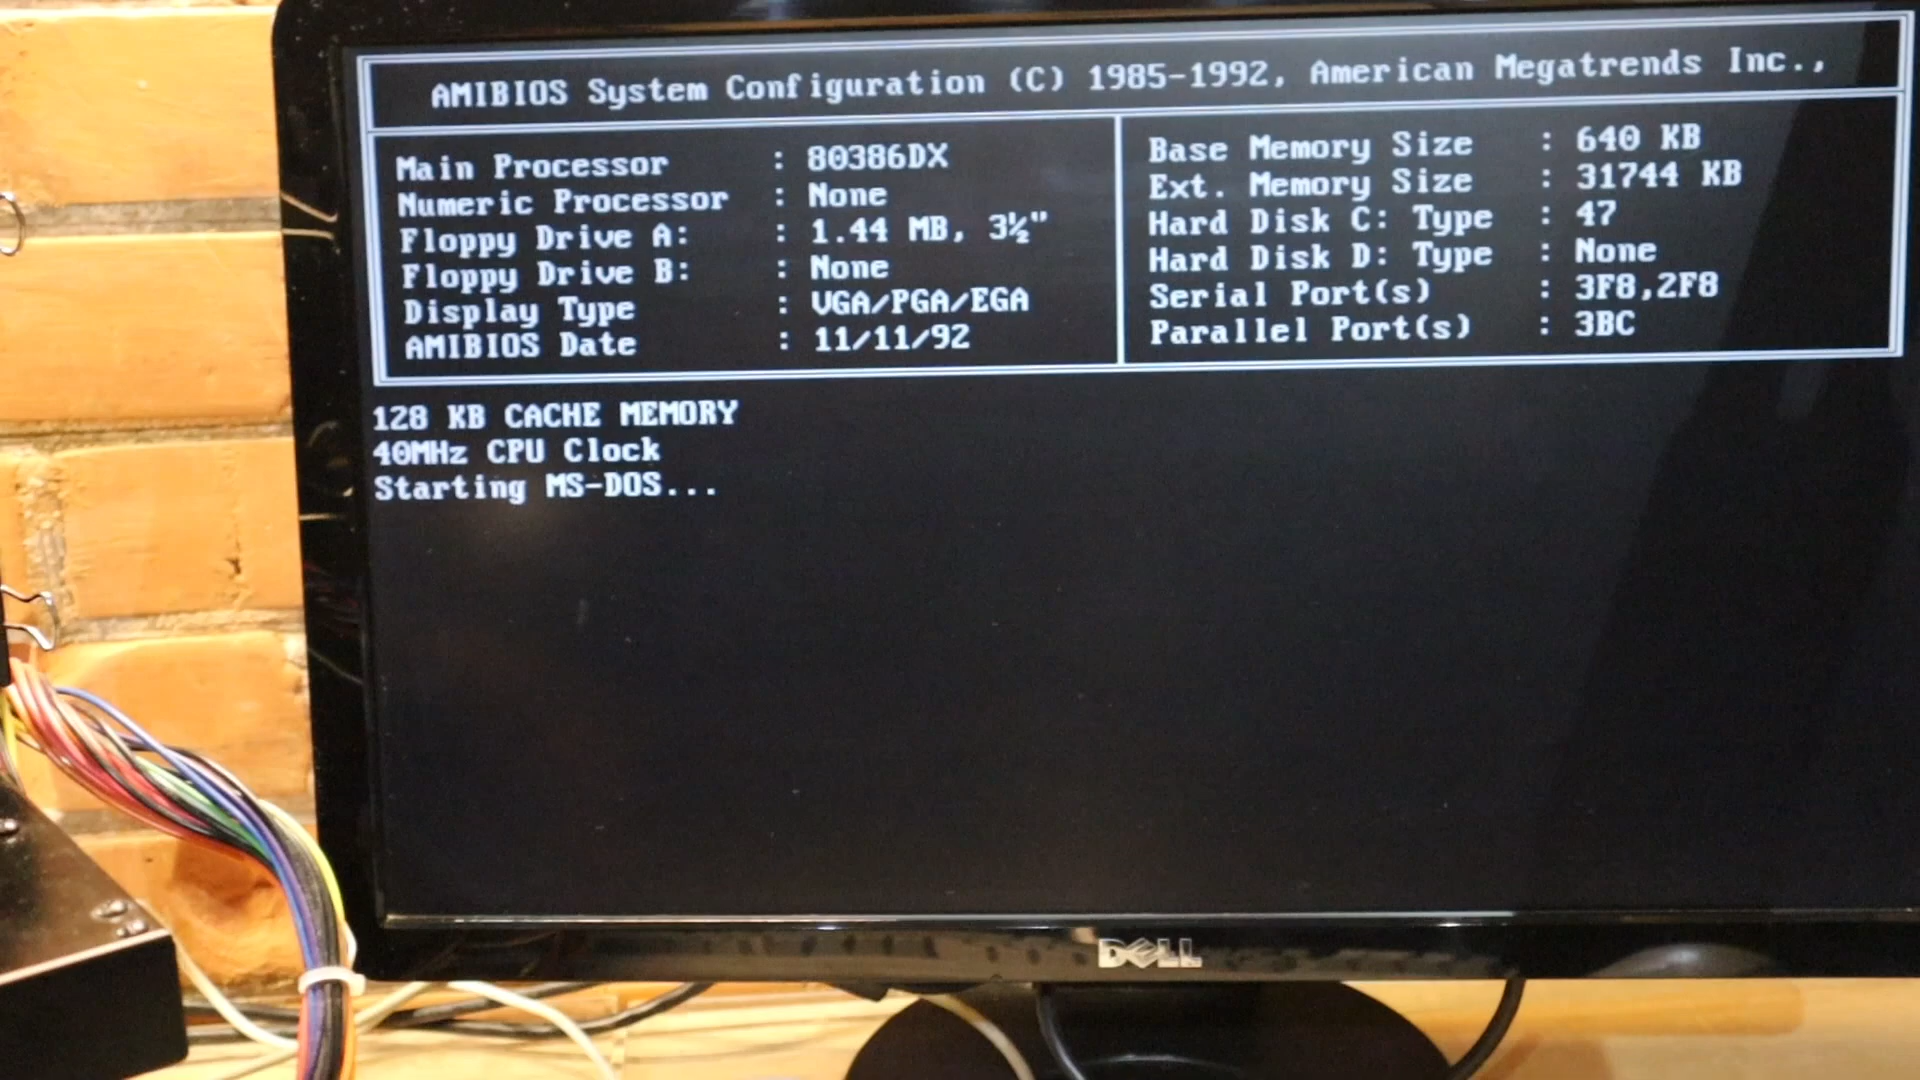 AMIBIOS System Configuration (C) 1985-1992, American Megatrends Inc.,
Main Processor : 80386DX
Numeric Processor : None
Floppy Drive A: : 1.44 MB, 3½"
Floppy Drive B: : None
Display Type : VGA/PGA/EGA
AMIBIOS Date : 11/11/92
Base Memory Size : 640 KB
Ext. Memory Size : 31744 KB
Hard Disk C: Type : 47
Hard Disk D: Type : None
Serial Port(s) : 3F8,2F8
Parallel Port(s) : 3BC
128 KB CACHE MEMORY
40MHz CPU Clock
Starting MS-DOS...
DELL